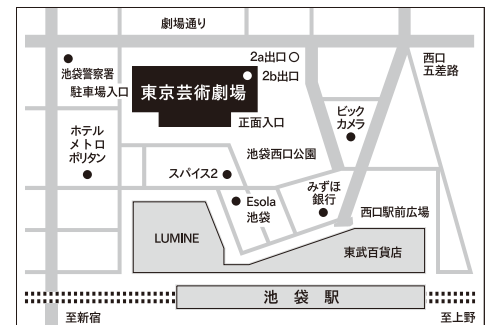 劇場通り
2a出口
2b出口
西口
五差路
池袋警察署
駐車場入口
東京芸術劇場
正面入口
ビック
カメラ
ホテル
メトロ
ポリタン
池袋西口公園
スパイス2
みずほ
銀行
Esola
池袋
西口駅前広場
LUMINE
東武百貨店
池袋駅
至新宿
至上野